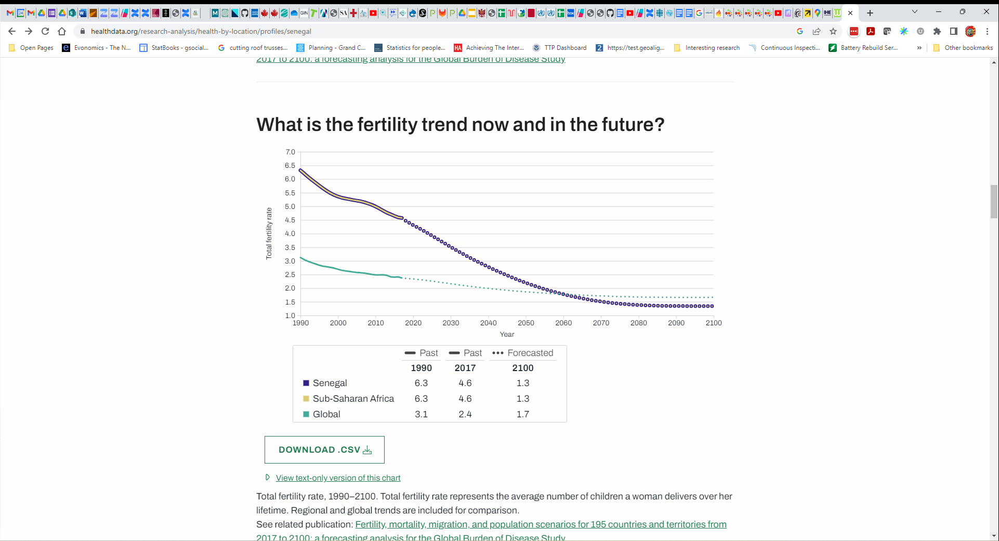 healthdata.org/research-analysis/health-by-location/profiles/senegal
Open Pages
Evonomics - The N...
StatBooks - gsocial...
cutting roof trusses...
Planning - Grand C...
Statistics for people...
HA Achieving The Inter...
TTP Dashboard
2 https://test.geoalig...
Interesting research
Continuous Inspecti...
Battery Rebuild Ser...
»
Other bookmarks
2017 to 2100: a forecasting analysis for the Global Burden of Disease Study
What is the fertility trend now and in the future?
7.0
6.5
6.0
5.5
5.0
4.5
4.0
3.5
3.0
2.5
2.0
1.5
1.0
Total fertility rate
1990 2000 2010 2020 2030 2040 2050 2060 2070 2080 2090 2100
Year
Past Past Forecasted
1990 2017 2100
Senegal 6.3 4.6 1.3
Sub-Saharan Africa 6.3 4.6 1.3
Global 3.1 2.4 1.7
DOWNLOAD .CSV
View text-only version of this chart
Total fertility rate, 1990–2100. Total fertility rate represents the average number of children a woman delivers over her
lifetime. Regional and global trends are included for comparison.
See related publication: Fertility, mortality, migration, and population scenarios for 195 countries and territories from
2017 to 2100: a forecasting analysis for the Global Burden of Disease Study